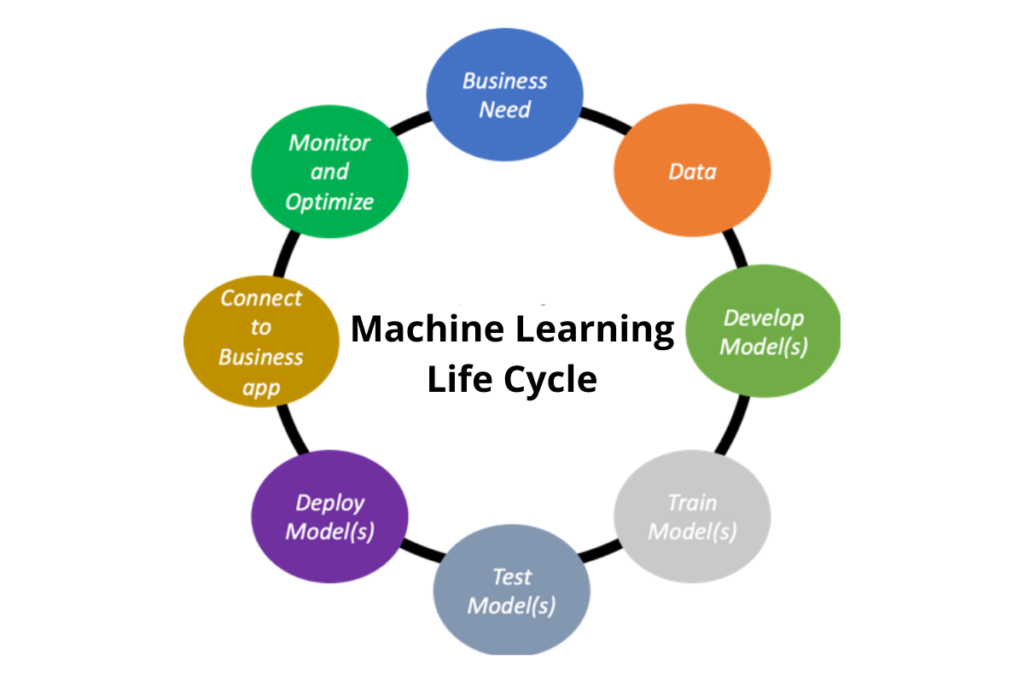 Business
Need
Data
Develop
Model(s)
Train
Model(s)
Test
Model(s)
Deploy
Model(s)
Connect
to
Business
app
Monitor
and
Optimize
Machine Learning
Life Cycle